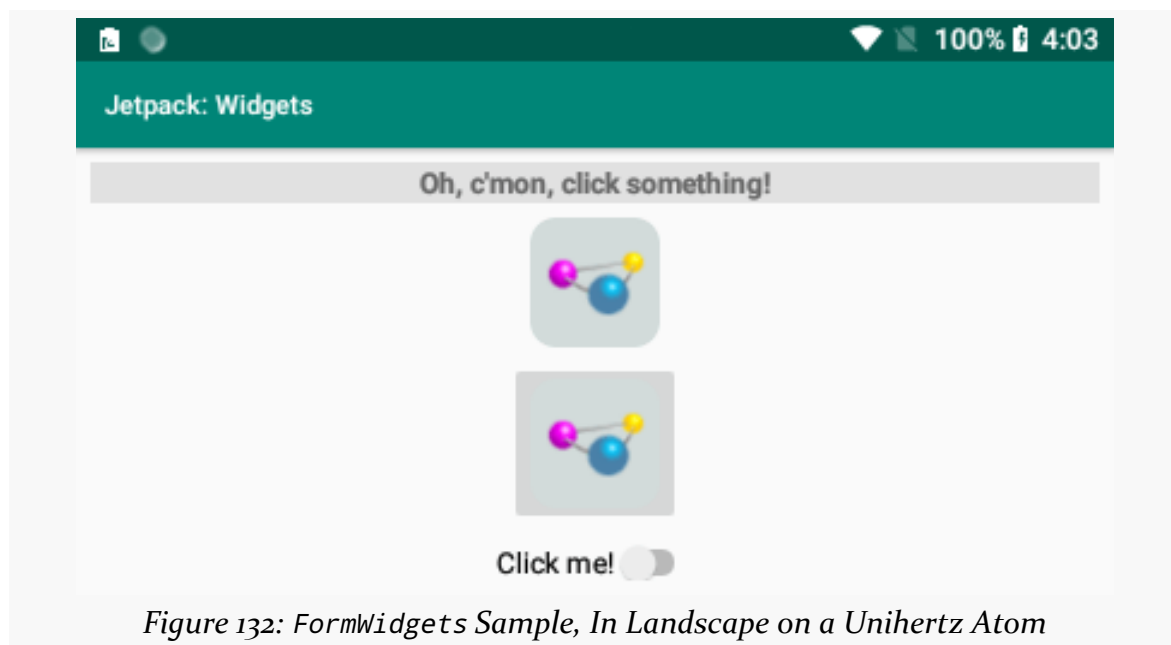 100% 4:03
Jetpack: Widgets
Oh, c'mon, click something!
Click me!
Figure 132: FormWidgets Sample, In Landscape on a Unihertz Atom